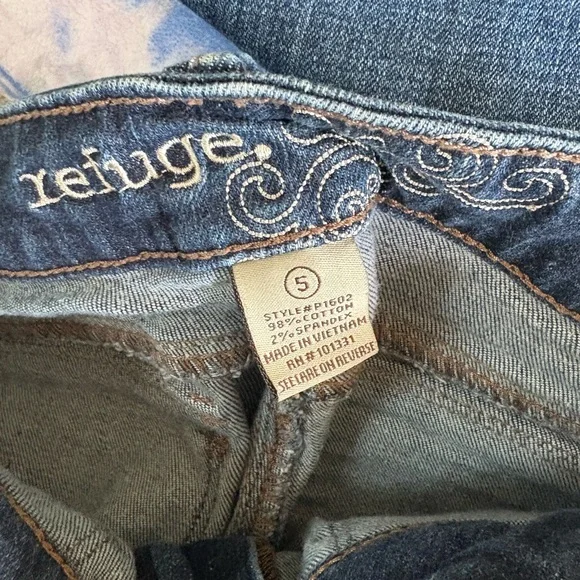 refuge.
5
STYLE#P1602
98% COTTON
2% SPANDEX
MADE IN VIETNAM
RN#101331
SEE CARE ON REVERSE